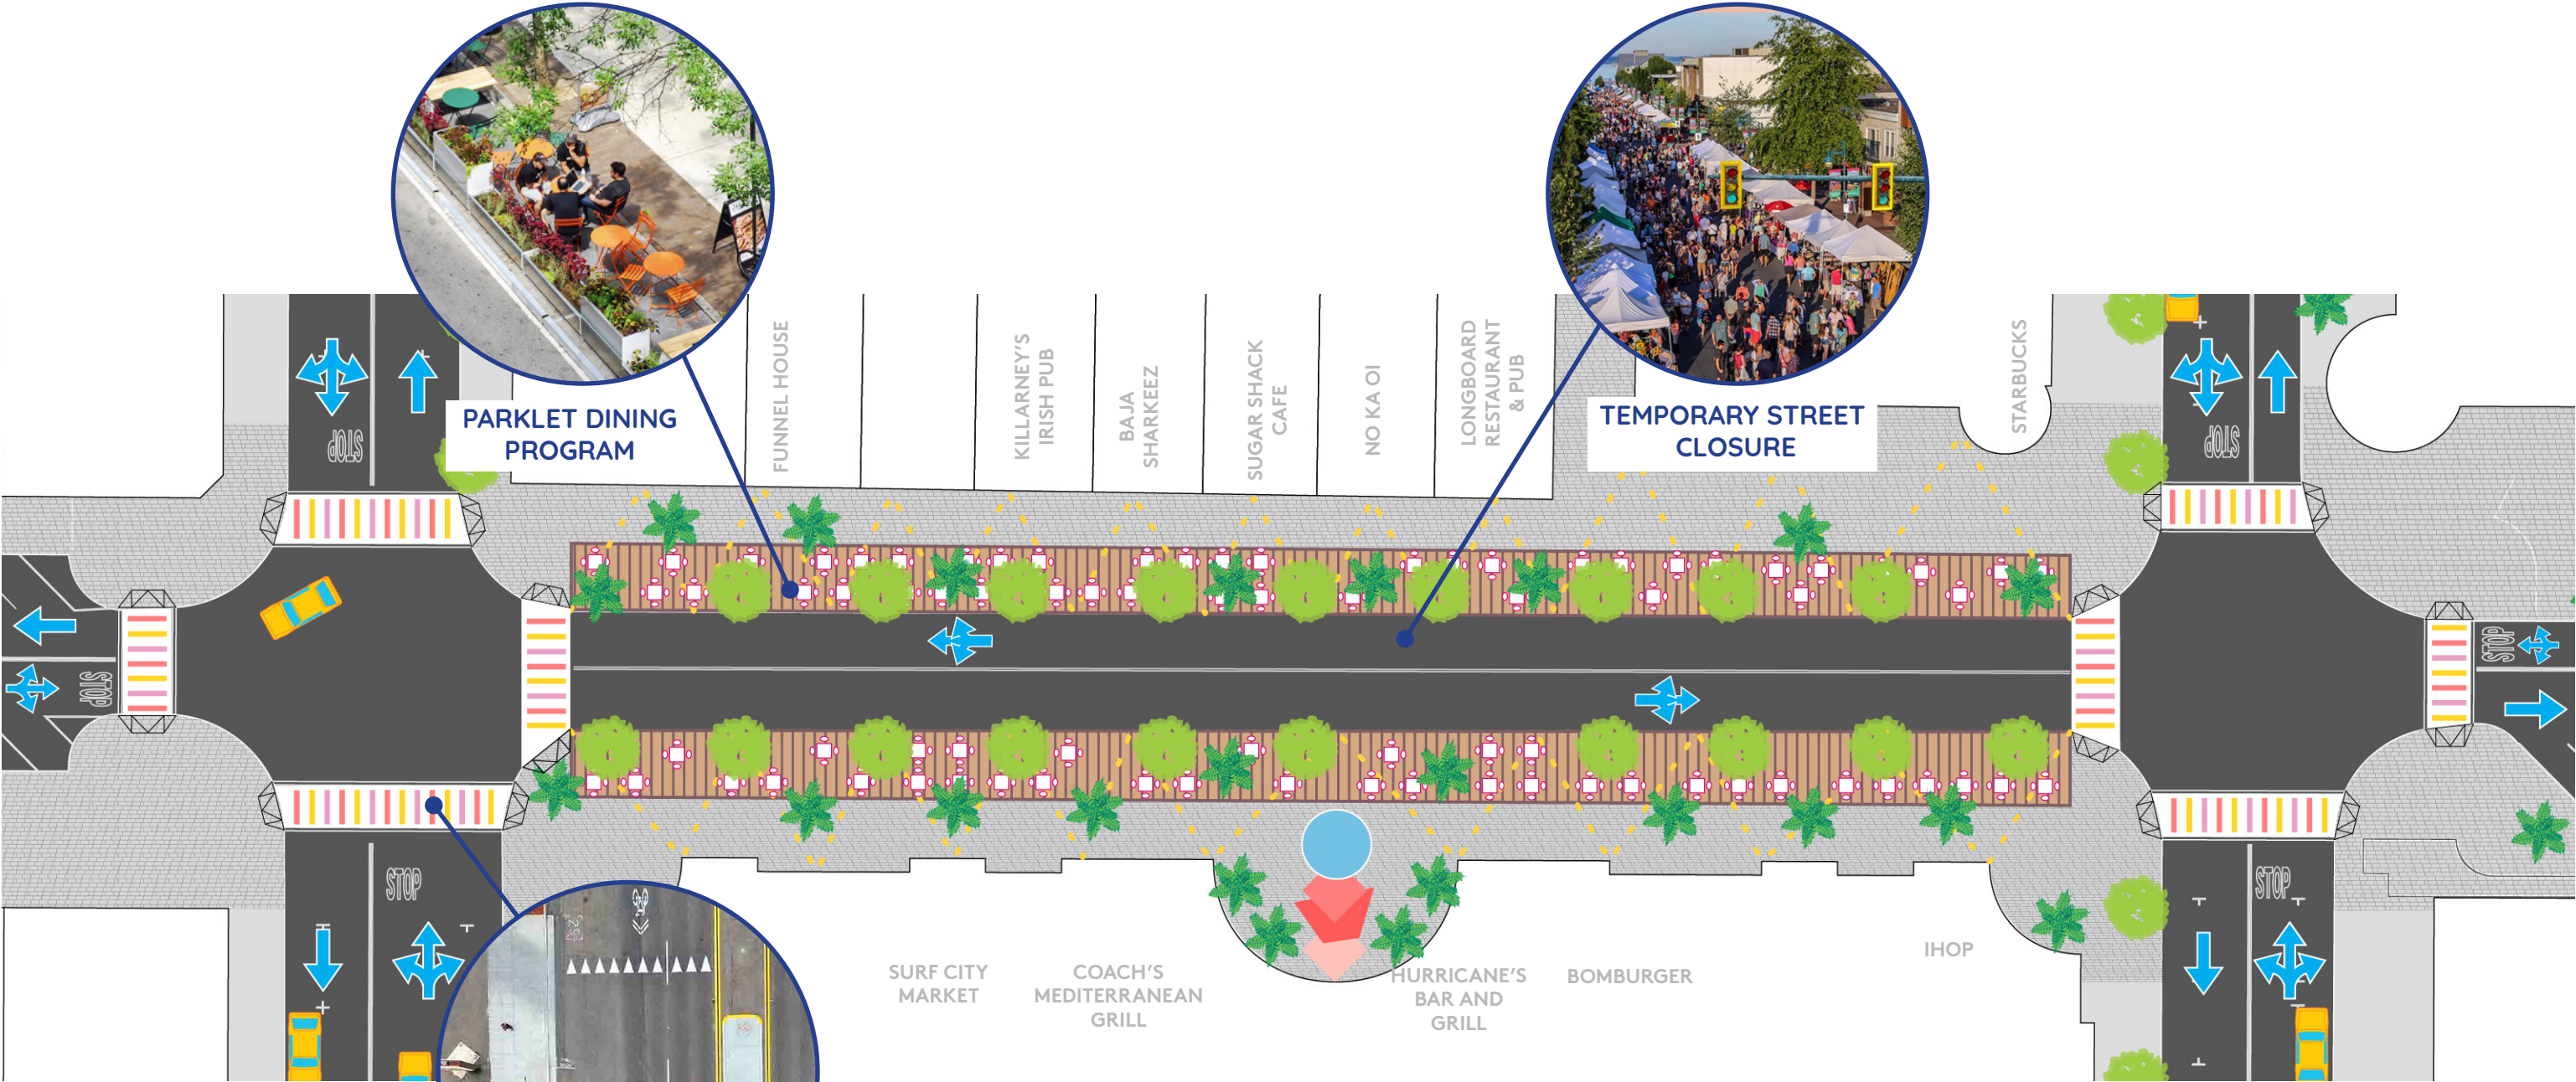 PARKLET DINING
PROGRAM
TEMPORARY STREET
CLOSURE
FUNNEL HOUSE
KILLARNEY'S
IRISH PUB
BAJA
SHARKEEZ
SUGAR SHACK
CAFE
NO KA OI
LONGBOARD
RESTAURANT
& PUB
STARBUCKS
STOP
STOP
STOP
STOP
STOP
STOP
SURF CITY
MARKET
COACH'S
MEDITERRANEAN
GRILL
HURRICANE'S
BAR AND
GRILL
BOMBURGER
IHOP